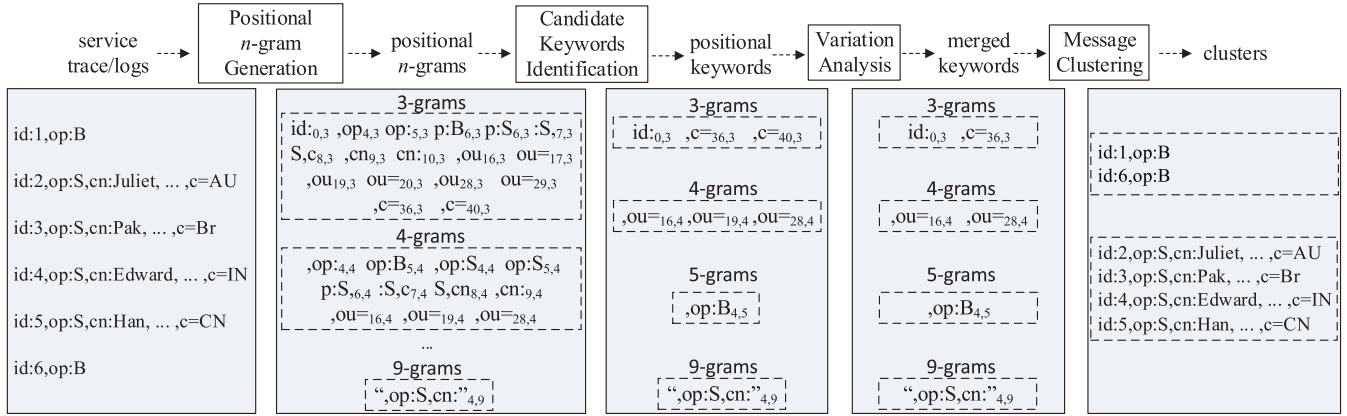 service trace/logs
Positional n-gram Generation
positional n-grams
Candidate Keywords Identification
positional keywords
Variation Analysis
merged keywords
Message Clustering
clusters
id:1,op:B
id:2,op:S,cn:Juliet, ... ,c=AU
id:3,op:S,cn:Pak, ... ,c=Br
id:4,op:S,cn:Edward, ... ,c=IN
id:5,op:S,cn:Han, ... ,c=CN
id:6,op:B
3-grams
id:0,3 ,op4,3 op:5,3 p:B6,3 p:S6,3 :S,7,3
S,c8,3 ,cn9,3 cn:10,3 ,ou16,3 ou=17,3
,ou19,3 ou=20,3 ,ou28,3 ou=29,3
,c=36,3 ,c=40,3
4-grams
,op:4,4 op:B5,4 ,op:S4,4 op:S5,4
p:S,6,4 :S,c7,4 S,cn8,4 ,cn:9,4
,ou=16,4 ,ou=19,4 ,ou=28,4
...
9-grams
“,op:S,cn:”4,9
3-grams
id:0,3 ,c=36,3 ,c=40,3
4-grams
,ou=16,4 ,ou=19,4 ,ou=28,4
5-grams
,op:B4,5
9-grams
“,op:S,cn:”4,9
3-grams
id:0,3 ,c=36,3
4-grams
,ou=16,4 ,ou=28,4
5-grams
,op:B4,5
9-grams
“,op:S,cn:”4,9
id:1,op:B
id:6,op:B
id:2,op:S,cn:Juliet, ... ,c=AU
id:3,op:S,cn:Pak, ... ,c=Br
id:4,op:S,cn:Edward, ... ,c=IN
id:5,op:S,cn:Han, ... ,c=CN